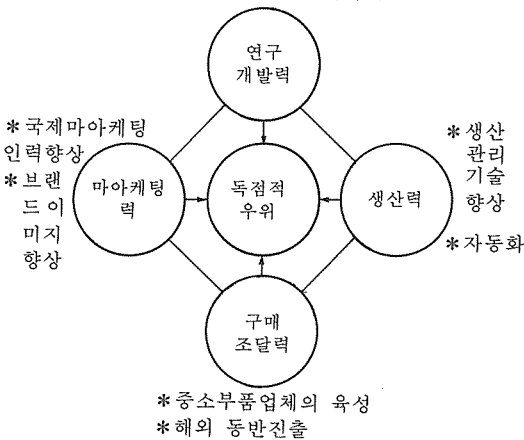 연구
개발력
* 국제마아케팅
인력향상
* 브랜
드 이
미지
향상
마아케팅
력
독점적
우위
생산력
* 생산
관리
기술
향상
* 자동화
구매
조달력
* 중소부품업체의 육성
* 해외 동반진출